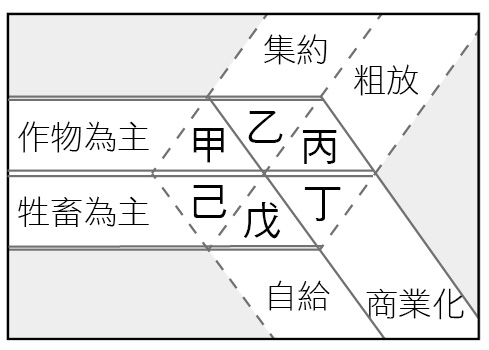 集約
粗放
作物為主
甲
乙
丙
牲畜為主
己
戊
丁
自給
商業化